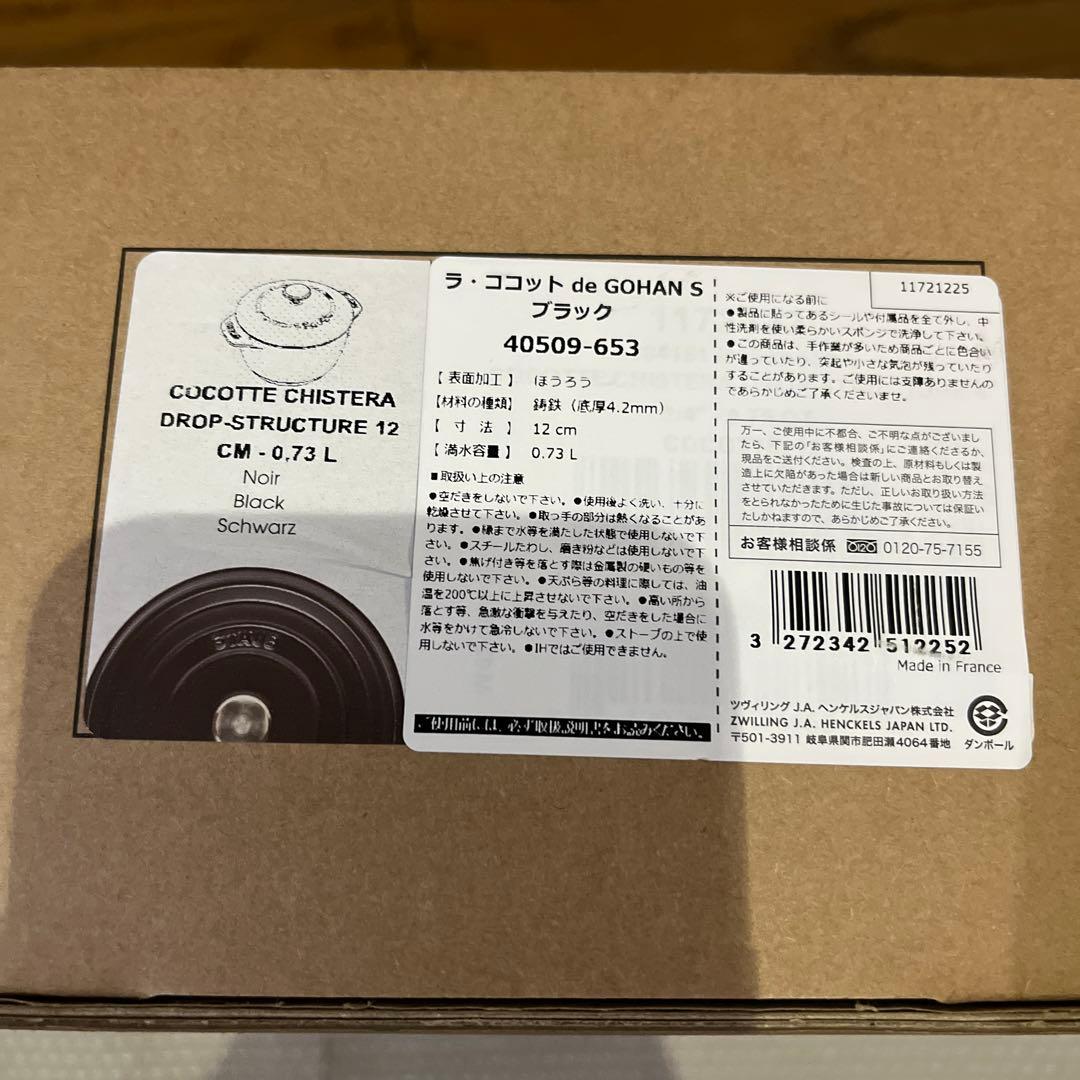 COCOTTE CHISTERA
DROP-STRUCTURE 12
CM - 0,73 L
Noir
Black
Schwarz
STAUB
ラ・ココット de GOHAN S
ブラック
40509-653
【 表面加工 】 ほうろう
【材料の種類】 鋳鉄（底厚4.2mm）
【 寸 法 】 12 cm
【 満水容量 】 0.73 L
■取扱い上の注意
●空だきをしないで下さい。●使用後よく洗い、十分に
乾燥させて下さい。●取っ手の部分は熱くなることがあ
ります。●縁まで水等を満たした状態で使用しないで下
さい。●スチールたわし、磨き粉などは使用しないで下
さい。●焦げ付き等を落とす際は金属製の硬いもの等を
使用しないで下さい。●天ぷら等の料理に際しては、油
温を200℃以上に上昇させないで下さい。●高い所から
落とす等、急激な衝撃を与えたり、空だきをした場合に
水等をかけて急冷しないで下さい。●ストーブの上で使
用しないで下さい。●IHではご使用できません。
ご使用前には、必ず取扱説明書をお読みください。
11721225
※ご使用になる前に
●製品に貼ってあるシールや付属品を全て外し、中
性洗剤を使い柔らかいスポンジで洗浄して下さい。
●この商品は、手作業が多いため商品ごとに色合い
が違っていたり、突起や小さな気泡が残っていたり
することがあります。ご使用には支障ありませんの
であらかじめご了承くださいませ。
万一、ご使用中に不都合、ご不明な点がございまし
たら、下記の「お客様相談係」にご連絡くださるか、
現品をご送付ください。検査の上、原材料もしくは製
造上に欠陥があった場合は新しい商品とお取り替え
させていただきます。ただし、正しいお取り扱い方法
をとられなかったために生じた事故については保証い
たしかねますので、あらかじめご了承ください。
お客様相談係 0120-75-7155
3 272342 512252
Made in France
ツヴィリング J.A. ヘンケルスジャパン株式会社
ZWILLING J.A. HENCKELS JAPAN LTD.
〒501-3911 岐阜県関市肥田瀬4064番地
ダンボール